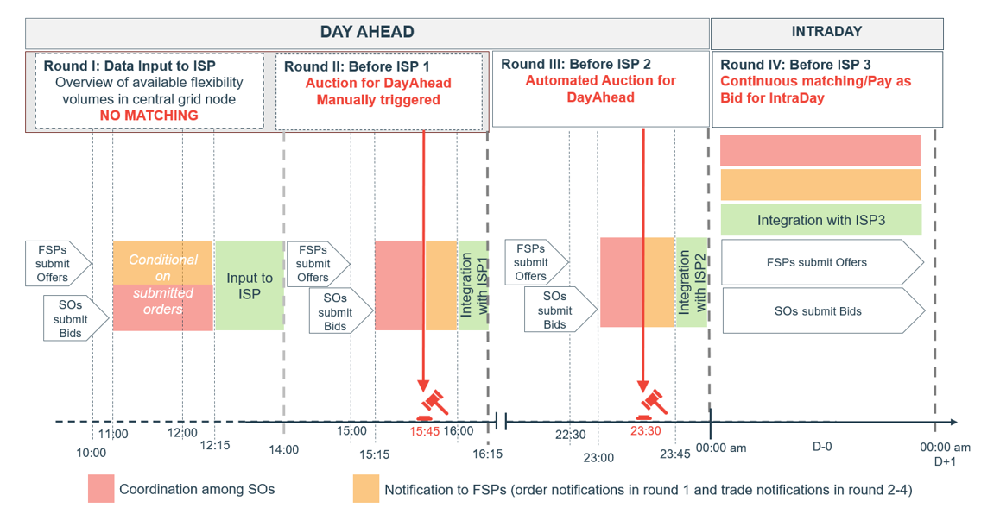 DAY AHEAD
INTRADAY
Round I: Data Input to ISP
Overview of available flexibility
volumes in central grid node
NO MATCHING
Round II: Before ISP 1
Auction for DayAhead
Manually triggered
Round III: Before ISP 2
Automated Auction for
DayAhead
Round IV: Before ISP 3
Continuous matching/Pay as
Bid for IntraDay
FSPs
submit
Offers
SOs
submit
Bids
Conditional
on
submitted
orders
Input to
ISP
FSPs
submit
Offers
SOs
submit
Bids
Integration
with ISP1
FSPs
submit
Offers
SOs
submit
Bids
Integration
with ISP2
Integration with ISP3
FSPs submit Offers
SOs submit Bids
10:00
11:00
12:00
12:15
14:00
15:00
15:15
15:45
16:00
16:15
22:30
23:00
23:30
23:45
00:00 am
D-0
00:00 am
D+1
Coordination among SOs
Notification to FSPs (order notifications in round 1 and trade notifications in round 2-4)